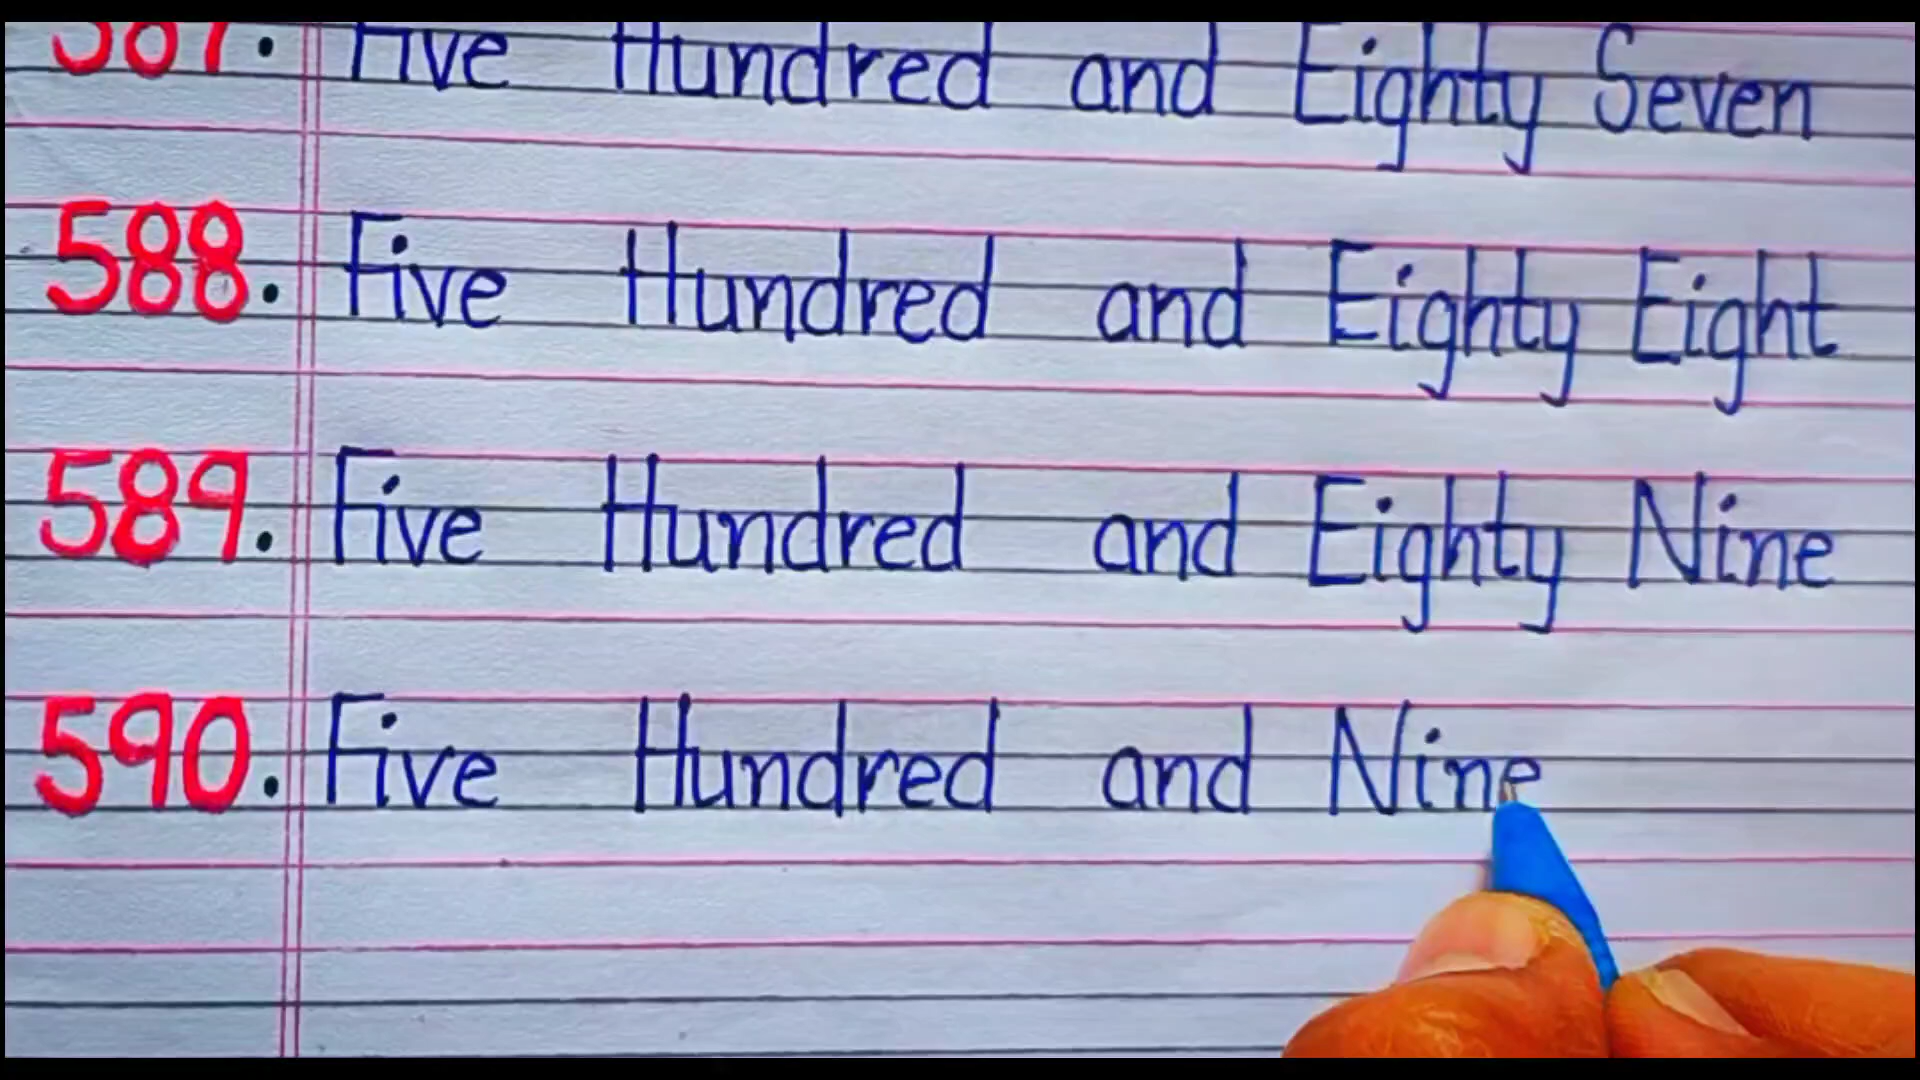 587. Five Hundred and Eighty Seven
588. Five Hundred and Eighty Eight
589. Five Hundred and Eighty Nine
590. Five Hundred and Nine